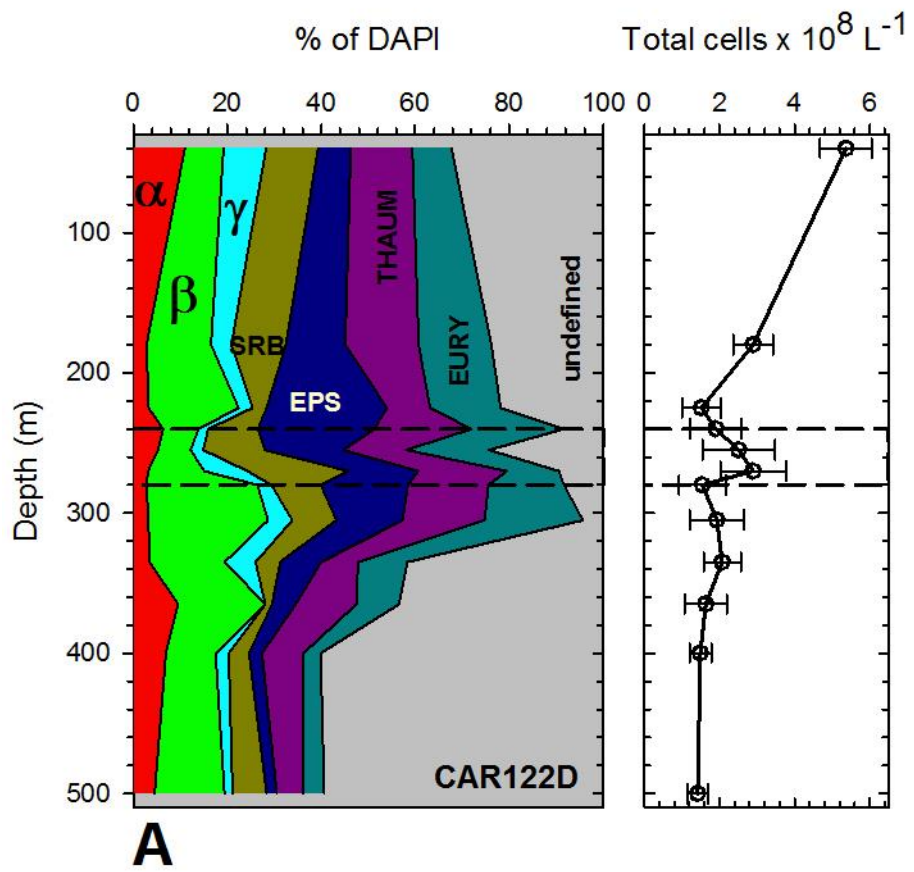 % of DAPI
Total cells x 10⁸ L⁻¹
0 20 40 60 80 100
0 2 4 6
Depth (m)
100
200
300
400
500
α
β
γ
SRB
EPS
THAUM
EURY
undefined
CAR122D
A